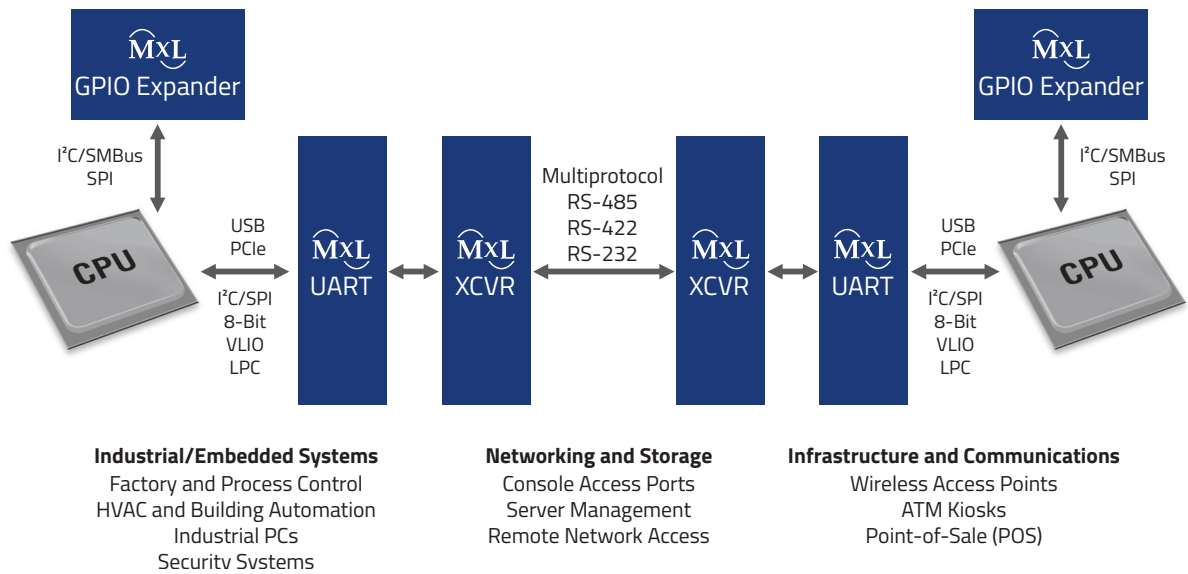 MxL
GPIO Expander
MxL
GPIO Expander
I²C/SMBus
SPI
I²C/SMBus
SPI
CPU
USB
PCIe
I²C/SPI
8-Bit
VLIO
LPC
MxL
UART
MxL
XCVR
Multiprotocol
RS-485
RS-422
RS-232
MxL
XCVR
MxL
UART
USB
PCIe
I²C/SPI
8-Bit
VLIO
LPC
CPU
Industrial/Embedded Systems
Factory and Process Control
HVAC and Building Automation
Industrial PCs
Security Systems
Networking and Storage
Console Access Ports
Server Management
Remote Network Access
Infrastructure and Communications
Wireless Access Points
ATM Kiosks
Point-of-Sale (POS)